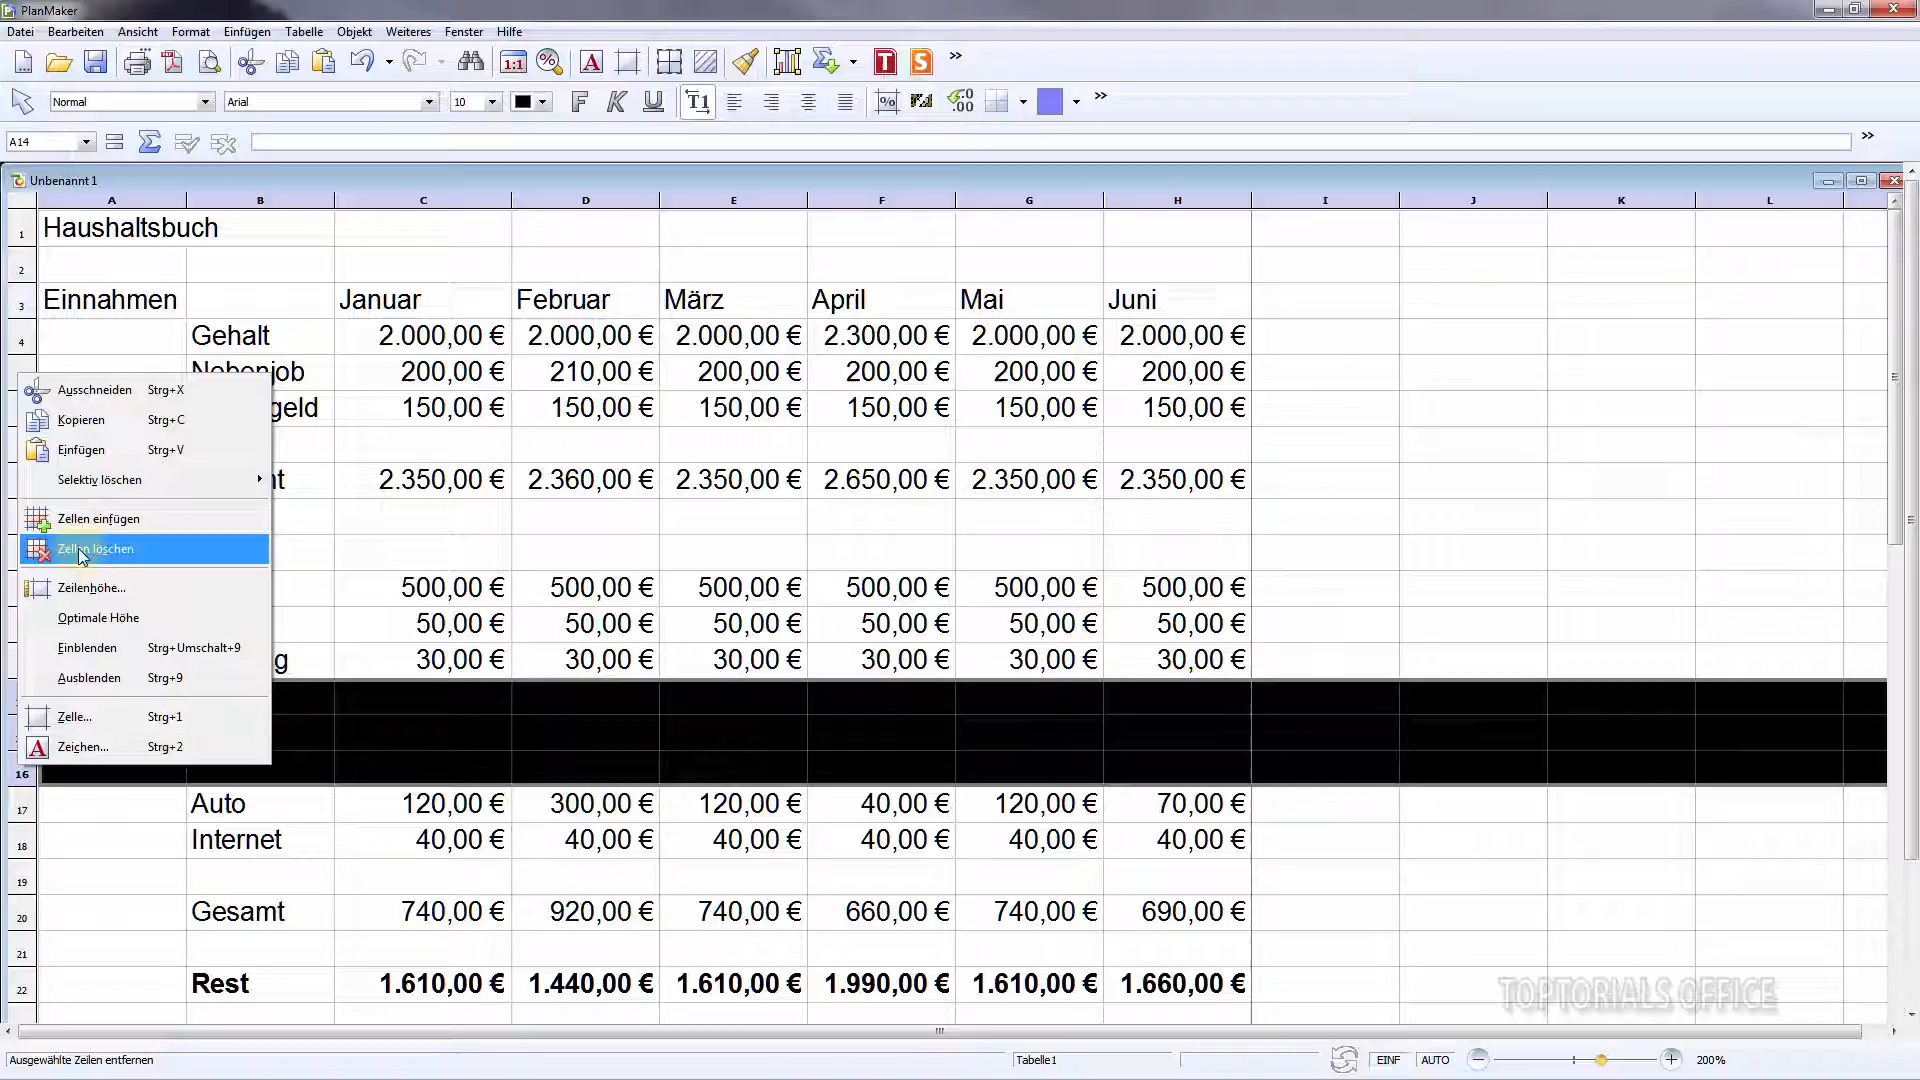 PlanMaker
Datei Bearbeiten Ansicht Format Einfügen Tabelle Objekt Weiteres Fenster Hilfe
1:1 % A T S »
Normal Arial 10 F K U T1 % »
A14 »
Unbenannt 1
A B C D E F G H I J K L
1 Haushaltsbuch
2
3 Einnahmen Januar Februar März April Mai Juni
4 Gehalt 2.000,00 € 2.000,00 € 2.000,00 € 2.300,00 € 2.000,00 € 2.000,00 €
Nebenjob 200,00 € 210,00 € 200,00 € 200,00 € 200,00 € 200,00 €
geld 150,00 € 150,00 € 150,00 € 150,00 € 150,00 € 150,00 €
2.350,00 € 2.360,00 € 2.350,00 € 2.650,00 € 2.350,00 € 2.350,00 €
500,00 € 500,00 € 500,00 € 500,00 € 500,00 € 500,00 €
50,00 € 50,00 € 50,00 € 50,00 € 50,00 € 50,00 €
g 30,00 € 30,00 € 30,00 € 30,00 € 30,00 € 30,00 €
16
17 Auto 120,00 € 300,00 € 120,00 € 40,00 € 120,00 € 70,00 €
18 Internet 40,00 € 40,00 € 40,00 € 40,00 € 40,00 € 40,00 €
19
20 Gesamt 740,00 € 920,00 € 740,00 € 660,00 € 740,00 € 690,00 €
21
22 Rest 1.610,00 € 1.440,00 € 1.610,00 € 1.990,00 € 1.610,00 € 1.660,00 €
Ausschneiden Strg+X
Kopieren Strg+C
Einfügen Strg+V
Selektiv löschen
Zellen einfügen
Zellen löschen
Zeilenhöhe...
Optimale Höhe
Einblenden Strg+Umschalt+9
Ausblenden Strg+9
Zelle... Strg+1
Zeichen... Strg+2
TOPTORIALS OFFICE
Ausgewählte Zeilen entfernen Tabelle1 EINF AUTO 200%